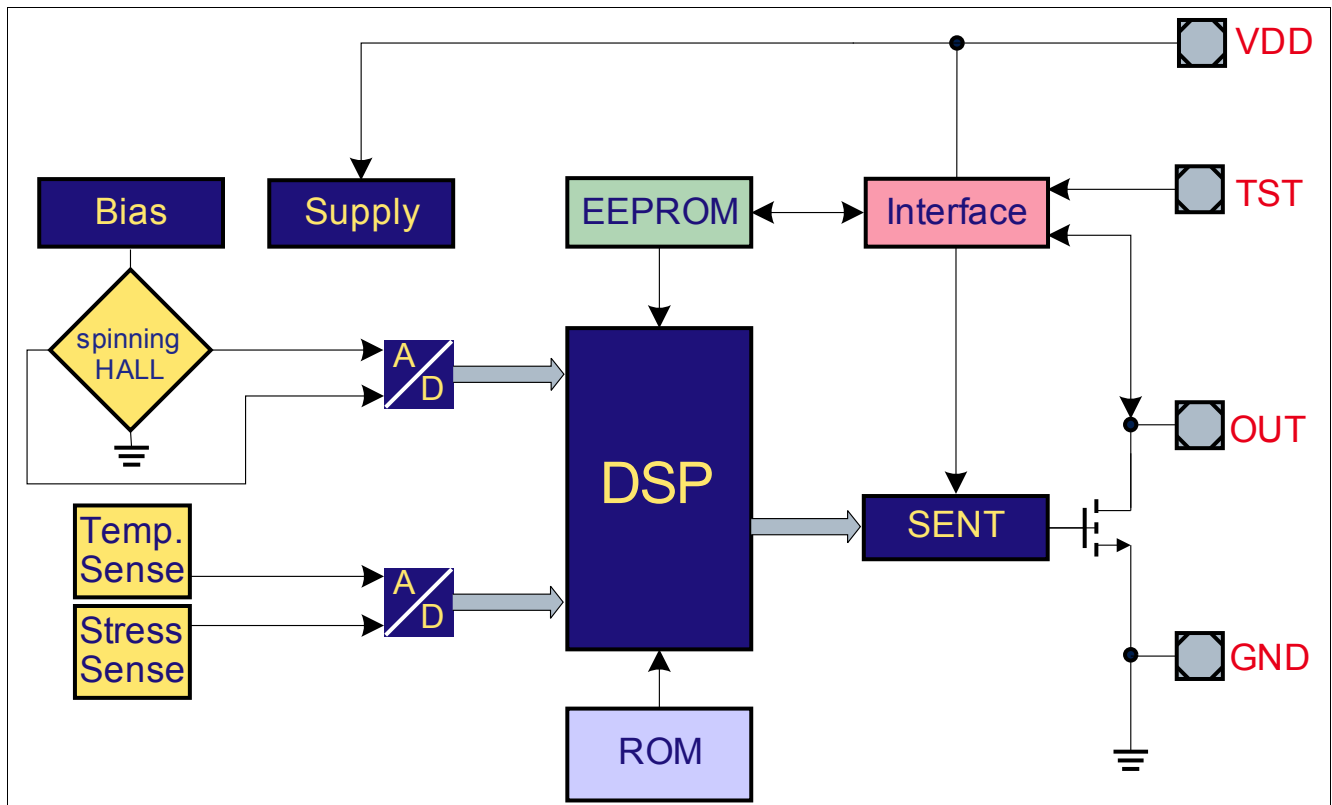 VDD
Bias
Supply
EEPROM
Interface
TST
spinning
HALL
A
D
DSP
OUT
Temp.
Sense
SENT
A
D
Stress
Sense
GND
ROM